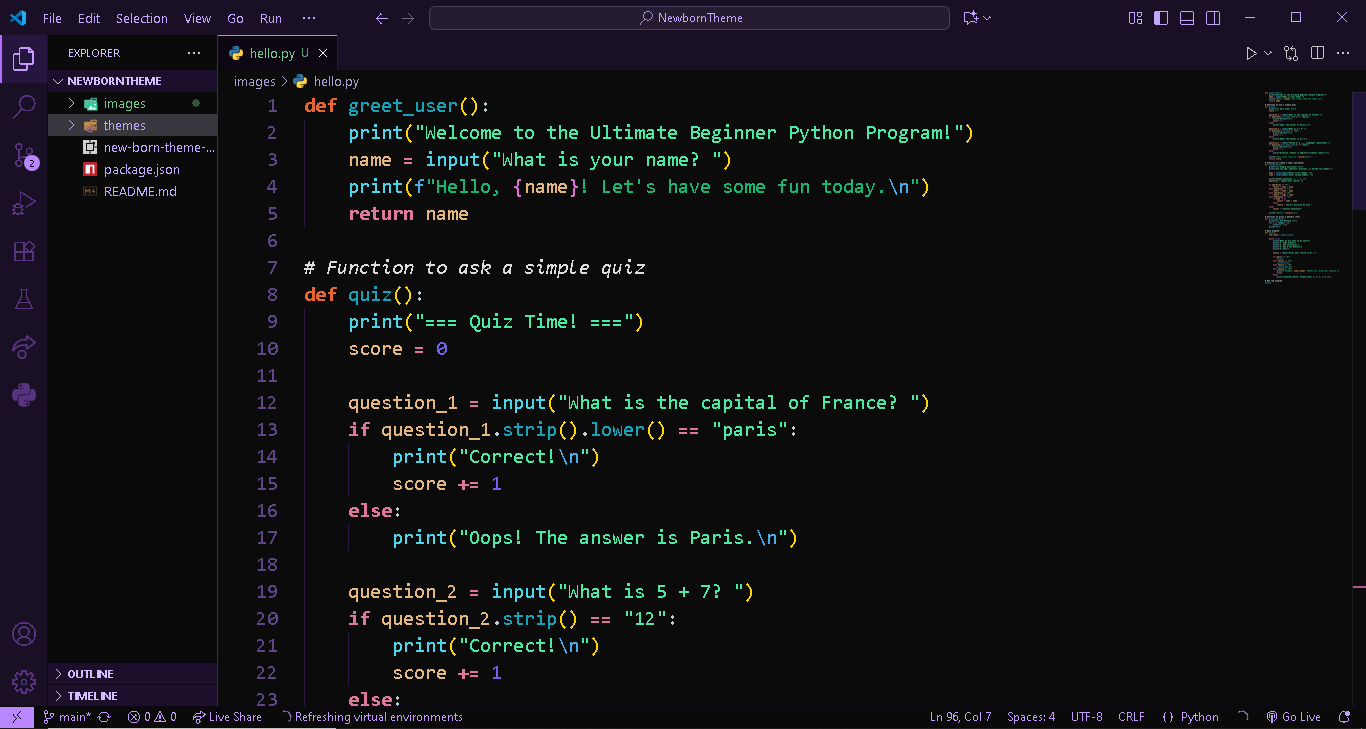 File Edit Selection View Go Run ··· NewbornTheme
EXPLORER ···
NEWBORNTHEME
images
themes
new-born-theme-...
package.json
README.md
OUTLINE
TIMELINE
hello.py U
images > hello.py
1 def greet_user():
2 print("Welcome to the Ultimate Beginner Python Program!")
3 name = input("What is your name? ")
4 print(f"Hello, {name}! Let's have some fun today.\n")
5 return name
6
7 # Function to ask a simple quiz
8 def quiz():
9 print("=== Quiz Time! ===")
10 score = 0
11
12 question_1 = input("What is the capital of France? ")
13 if question_1.strip().lower() == "paris":
14 print("Correct!\n")
15 score += 1
16 else:
17 print("Oops! The answer is Paris.\n")
18
19 question_2 = input("What is 5 + 7? ")
20 if question_2.strip() == "12":
21 print("Correct!\n")
22 score += 1
23 else:
2
main* 0 0 Live Share Refreshing virtual environments Ln 96, Col 7 Spaces: 4 UTF-8 CRLF {} Python Go Live